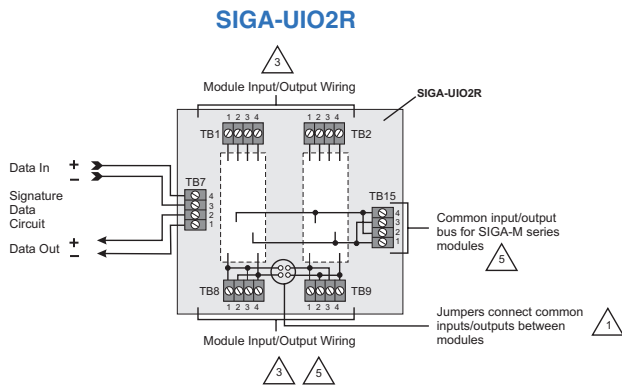 SIGA-UIO2R
3
Module Input/Output Wiring
SIGA-UIO2R
1 2 3 4
1 2 3 4
TB1
TB2
Data In + −
Signature
Data
Circuit
Data Out + −
TB7
4
3
2
1
TB15
4
3
2
1
Common input/output
bus for SIGA-M series
modules
5
TB8
TB9
1 2 3 4
1 2 3 4
Jumpers connect common
inputs/outputs between
modules
1
Module Input/Output Wiring
3
5